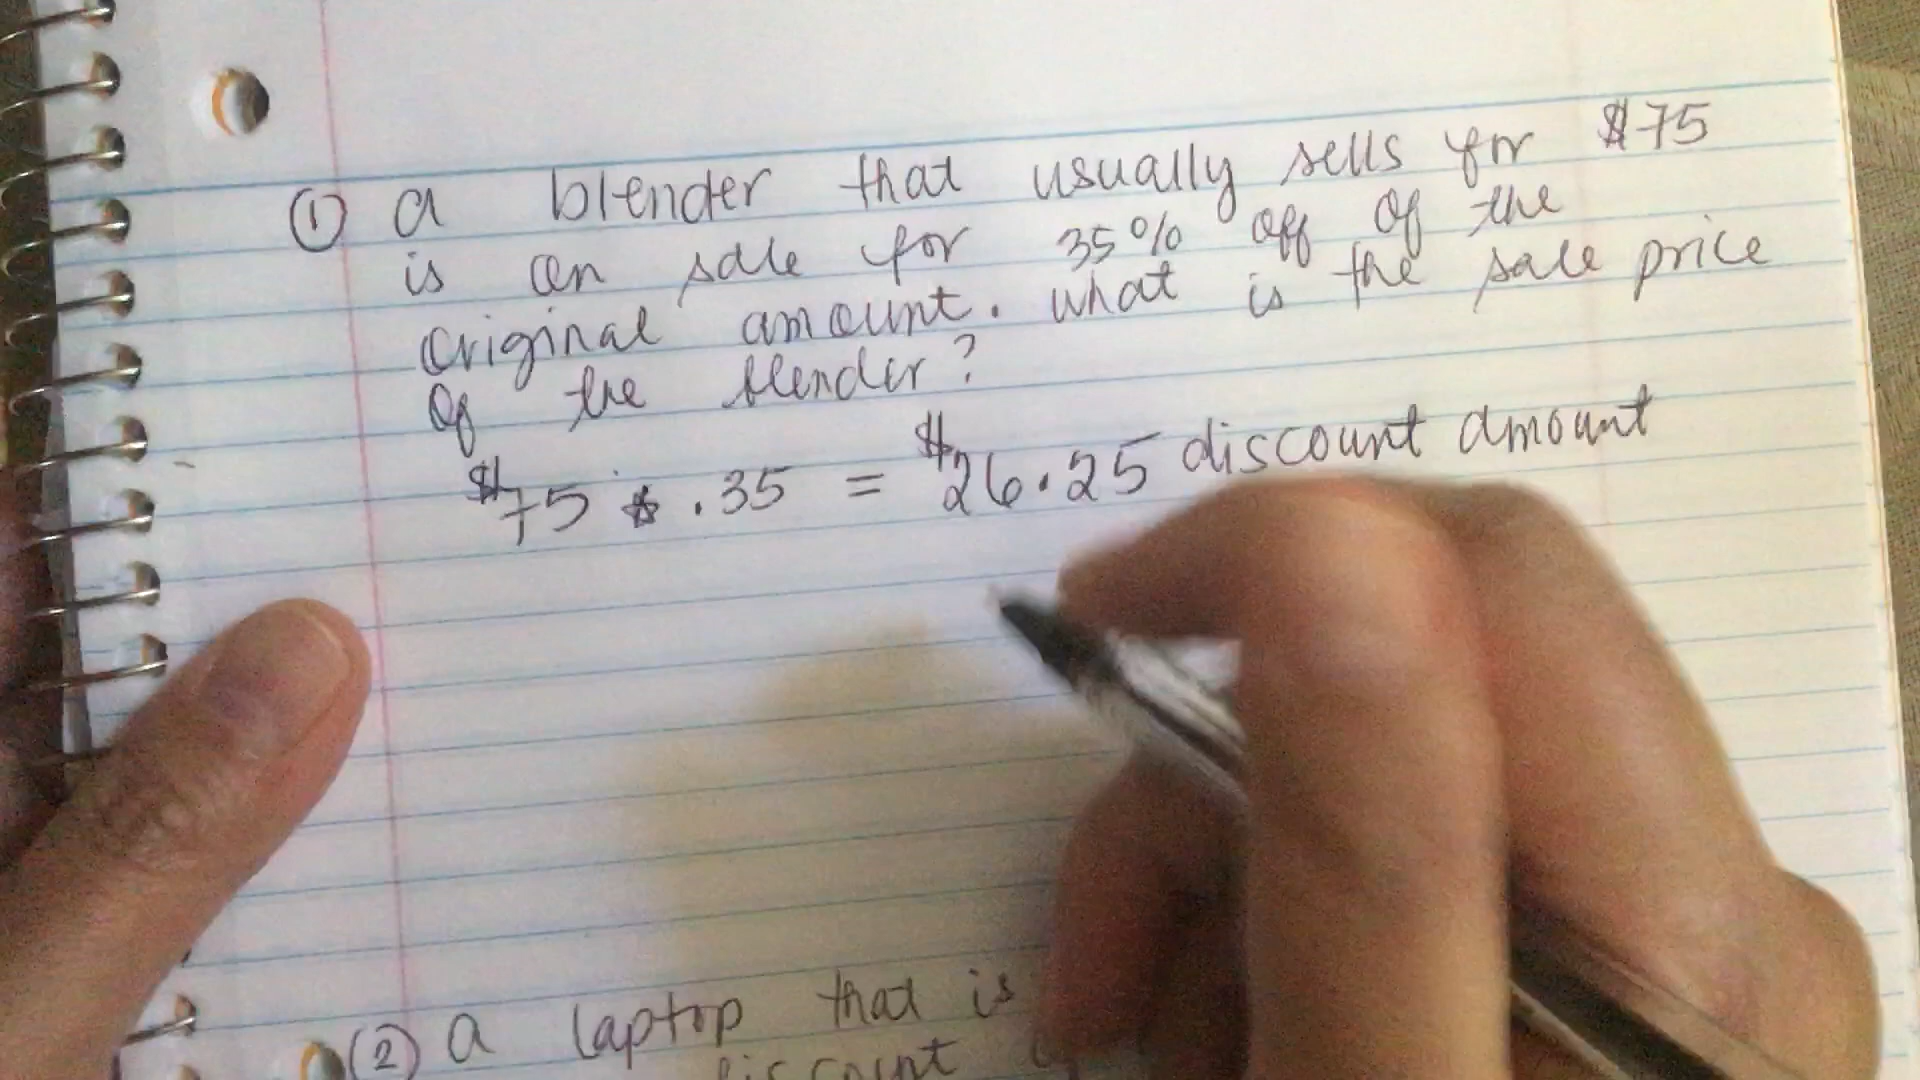 ① a blender that usually sells for $75
is on sale for 35% off of the
original amount. what is the sale price
of the blender?
$75 * .35 = $26.25 discount amount
(2) a laptop that is
discount